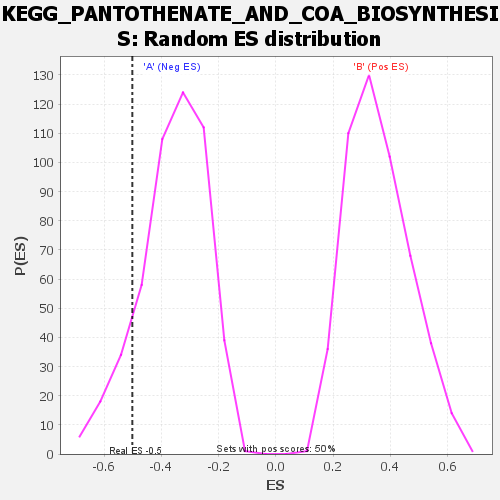 KEGG_PANTOTHENATE_AND_COA_BIOSYNTHESI
S: Random ES distribution
'A' (Neg ES)
'B' (Pos ES)
130
120
110
100
90
80
70
60
50
40
30
20
10
0
P(ES)
Real ES -0.5
Sets with pos scores: 50%
-0.6
-0.4
-0.2
0.0
0.2
0.4
0.6
ES